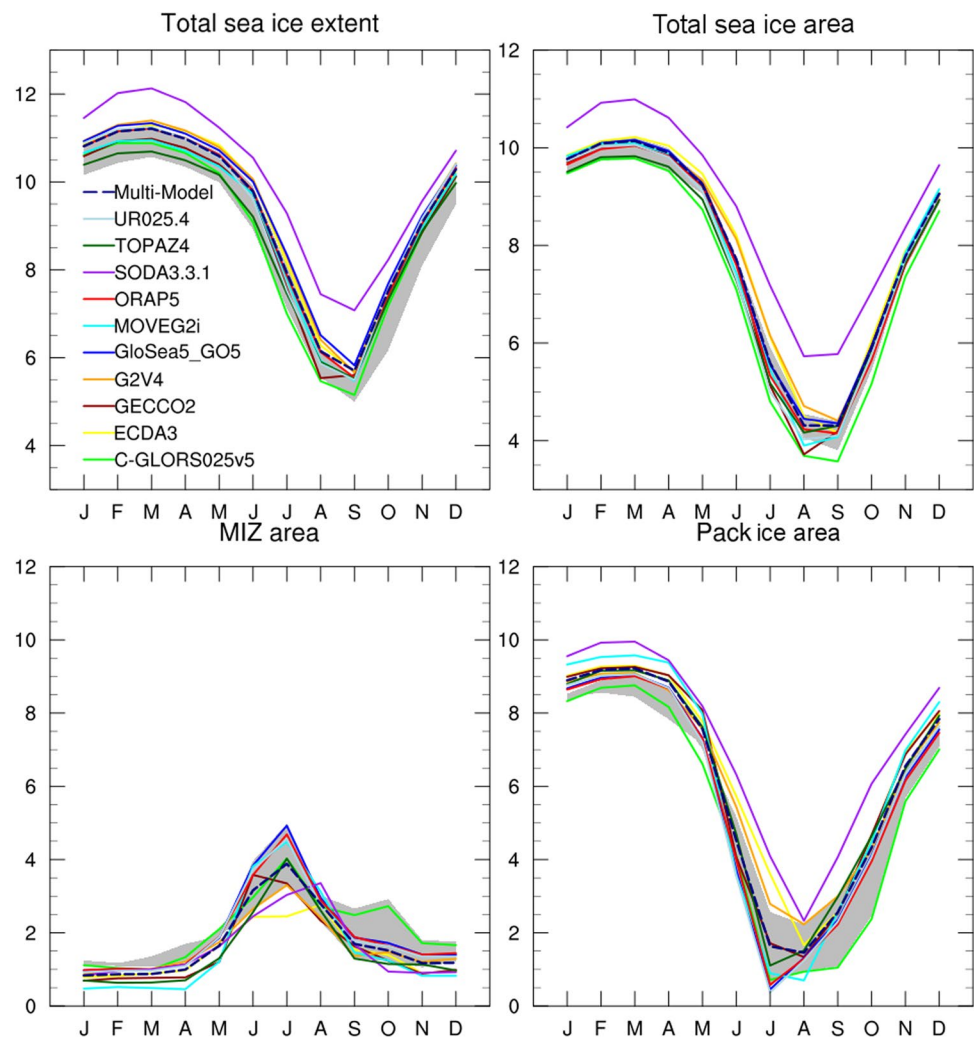 Total sea ice extent
12
10
8
6
4
Multi-Model
UR025.4
TOPAZ4
SODA3.3.1
ORAP5
MOVEG2i
GloSea5_GO5
G2V4
GECCO2
ECDA3
C-GLORS025v5
J F M A M J J A S O N D
Total sea ice area
12
10
8
6
4
J F M A M J J A S O N D
MIZ area
12
10
8
6
4
2
0
J F M A M J J A S O N D
Pack ice area
12
10
8
6
4
2
0
J F M A M J J A S O N D